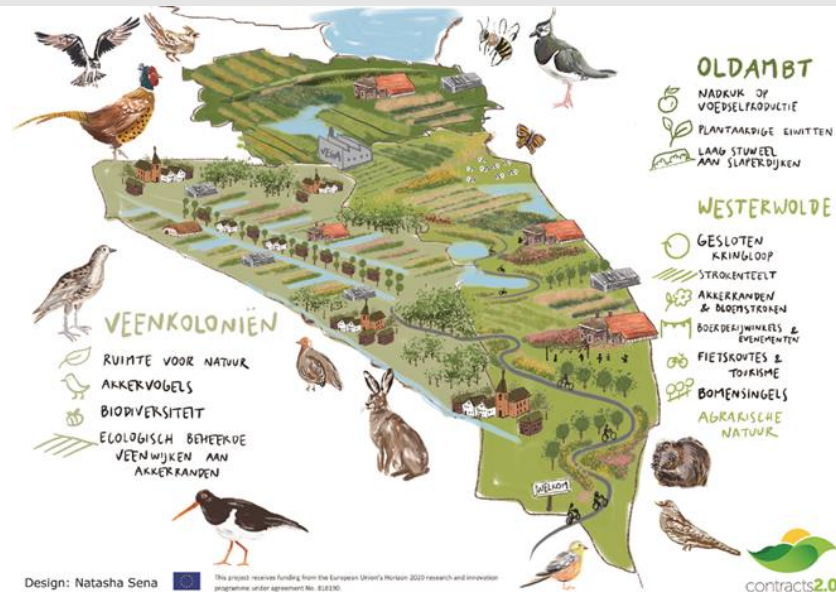 OLDAMBT
NADRUK OP
VOEDSELPRODUCTIE
PLANTAARDIGE EIWITTEN
LAAG STUWEEL
AAN SLAPERDIJKEN
VEGA
WESTERWOLDE
GESLOTEN
KRINGLOOP
STROKENTEELT
AKKERRANDEN
& BLOEMSTROKEN
BOERDERIJWINKELS &
EVENEMENTEN
FIETSROUTES &
TOURISME
BOMENSINGELS
AGRARISCHE
NATUUR
VEENKOLONIËN
RUIMTE VOOR NATUUR
AKKERVOGELS
BIODIVERSITEIT
ECOLOGISCH BEHEERDE
VEENWIJKEN AAN
AKKERRANDEN
WELKOM
Design: Natasha Sena
This project receives funding from the European Union's Horizon 2020 research and innovation
programme under agreement No. 818190.
contracts2.0